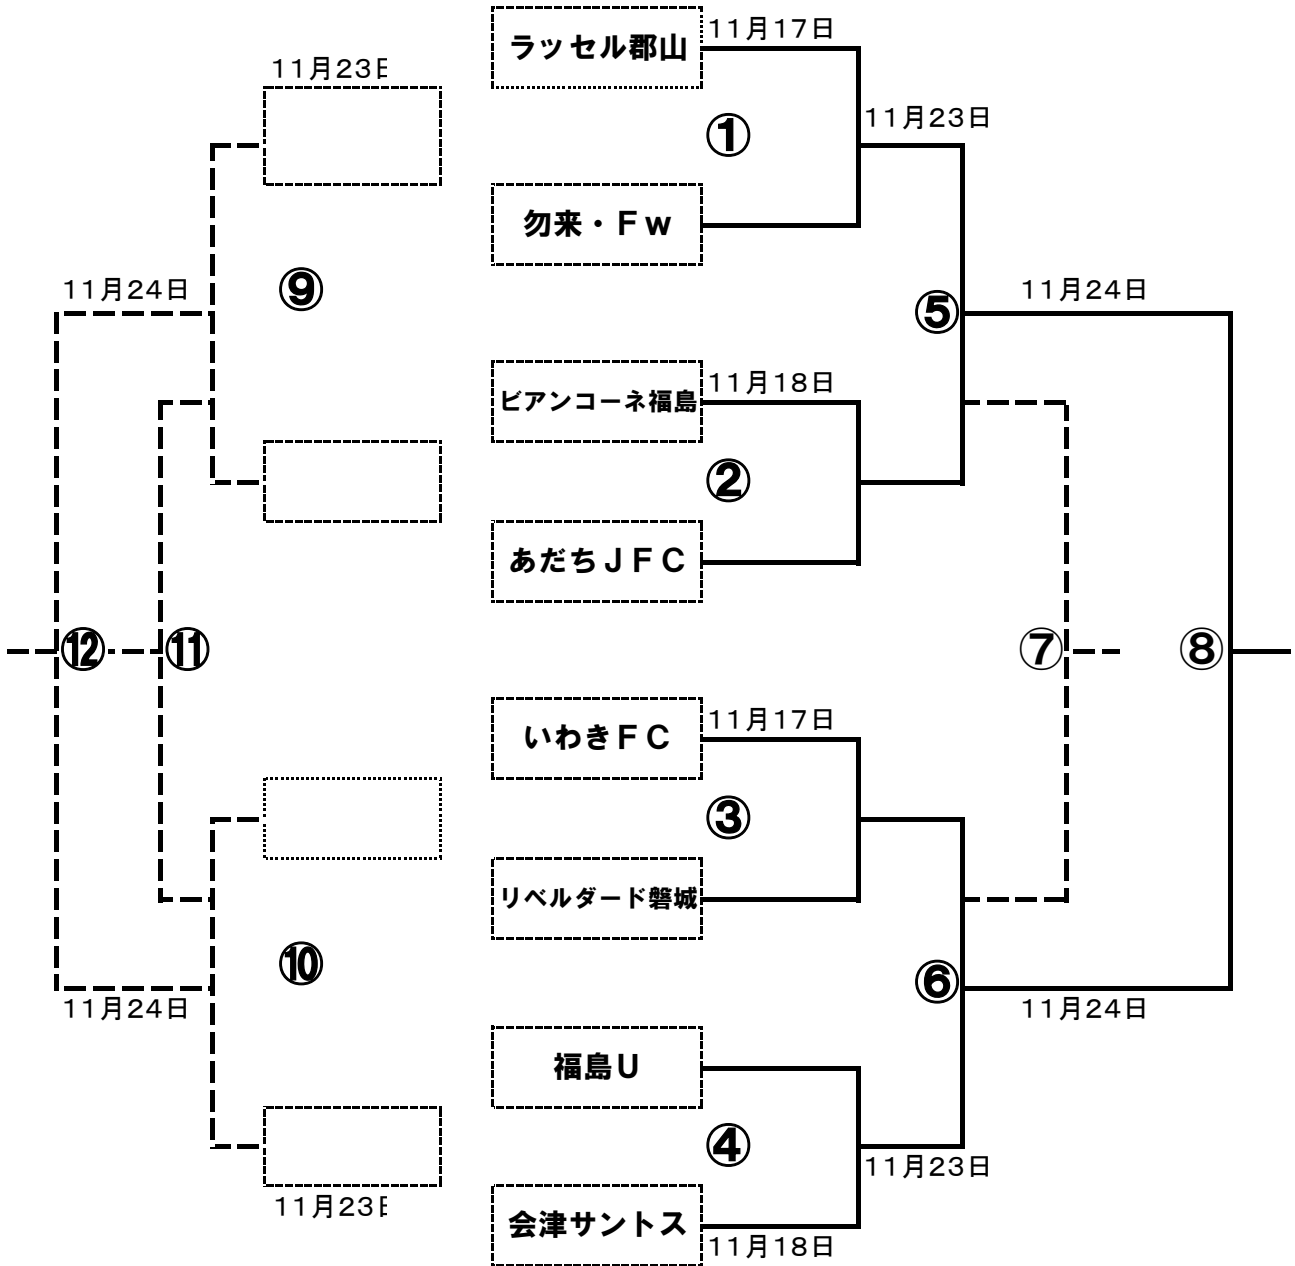 ラッセル郡山
11月17日
11月23日
11月23日
①
勿来・Ｆｗ
11月24日
⑨
⑤
11月24日
ビアンコーネ福島
11月18日
②
あだちＪＦＣ
⑫
⑪
⑦
⑧
いわきＦＣ
11月17日
③
リベルダード磐城
⑩
⑥
11月24日
11月24日
福島Ｕ
④
11月23日
11月23日
会津サントス
11月18日